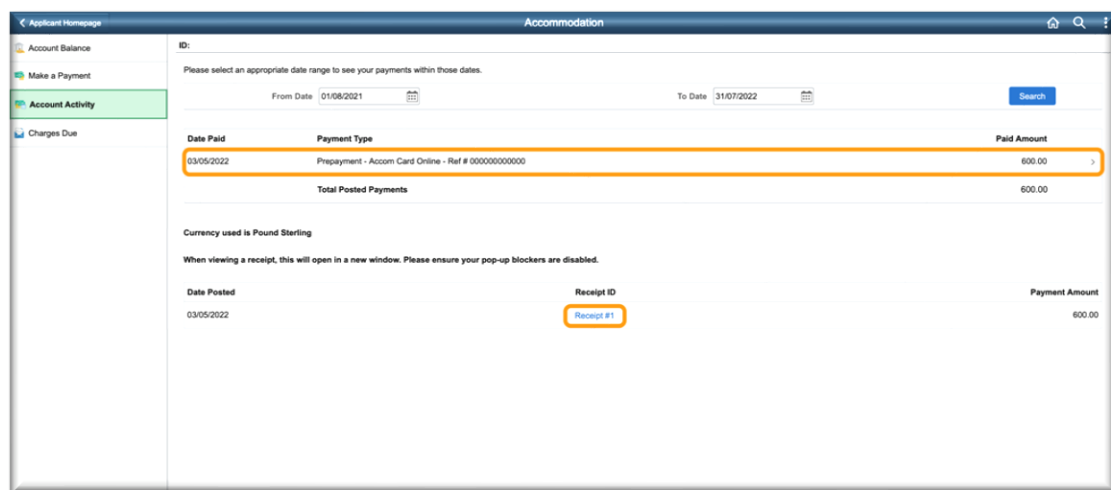 Applicant Homepage
Accommodation
Account Balance
Make a Payment
Account Activity
Charges Due
ID:
Please select an appropriate date range to see your payments within those dates.
From Date 01/08/2021 To Date 31/07/2022 Search
Date Paid Payment Type Paid Amount
03/05/2022 Prepayment - Accom Card Online - Ref # 000000000000 600.00
Total Posted Payments 600.00
Currency used is Pound Sterling
When viewing a receipt, this will open in a new window. Please ensure your pop-up blockers are disabled.
Date Posted Receipt ID Payment Amount
03/05/2022 Receipt #1 600.00